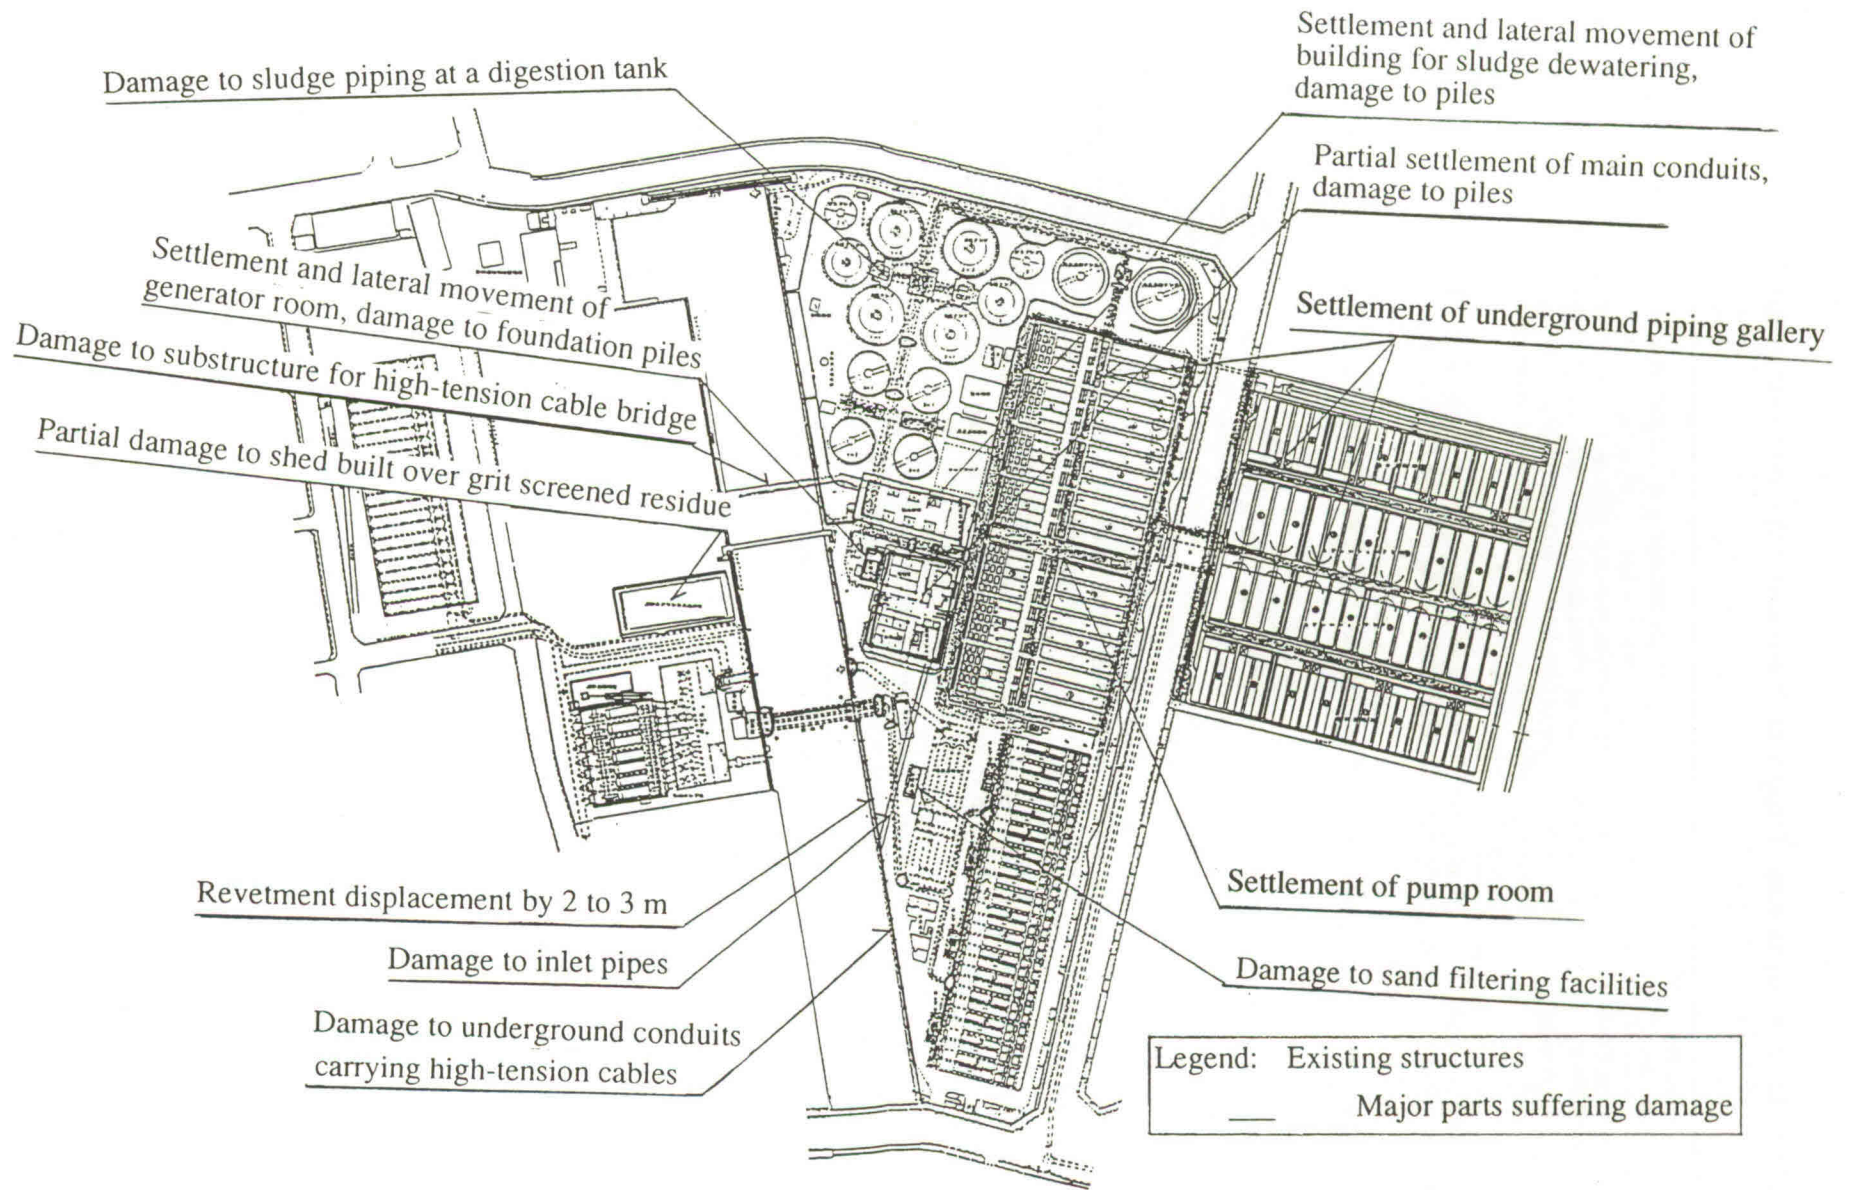 Damage to sludge piping at a digestion tank
Settlement and lateral movement of
building for sludge dewatering,
damage to piles
Partial settlement of main conduits,
damage to piles
Settlement and lateral movement of
generator room, damage to foundation piles
Settlement of underground piping gallery
Damage to substructure for high-tension cable bridge
Partial damage to shed built over grit screened residue
Revetment displacement by 2 to 3 m
Settlement of pump room
Damage to inlet pipes
Damage to sand filtering facilities
Damage to underground conduits
carrying high-tension cables
Legend: Existing structures
Major parts suffering damage